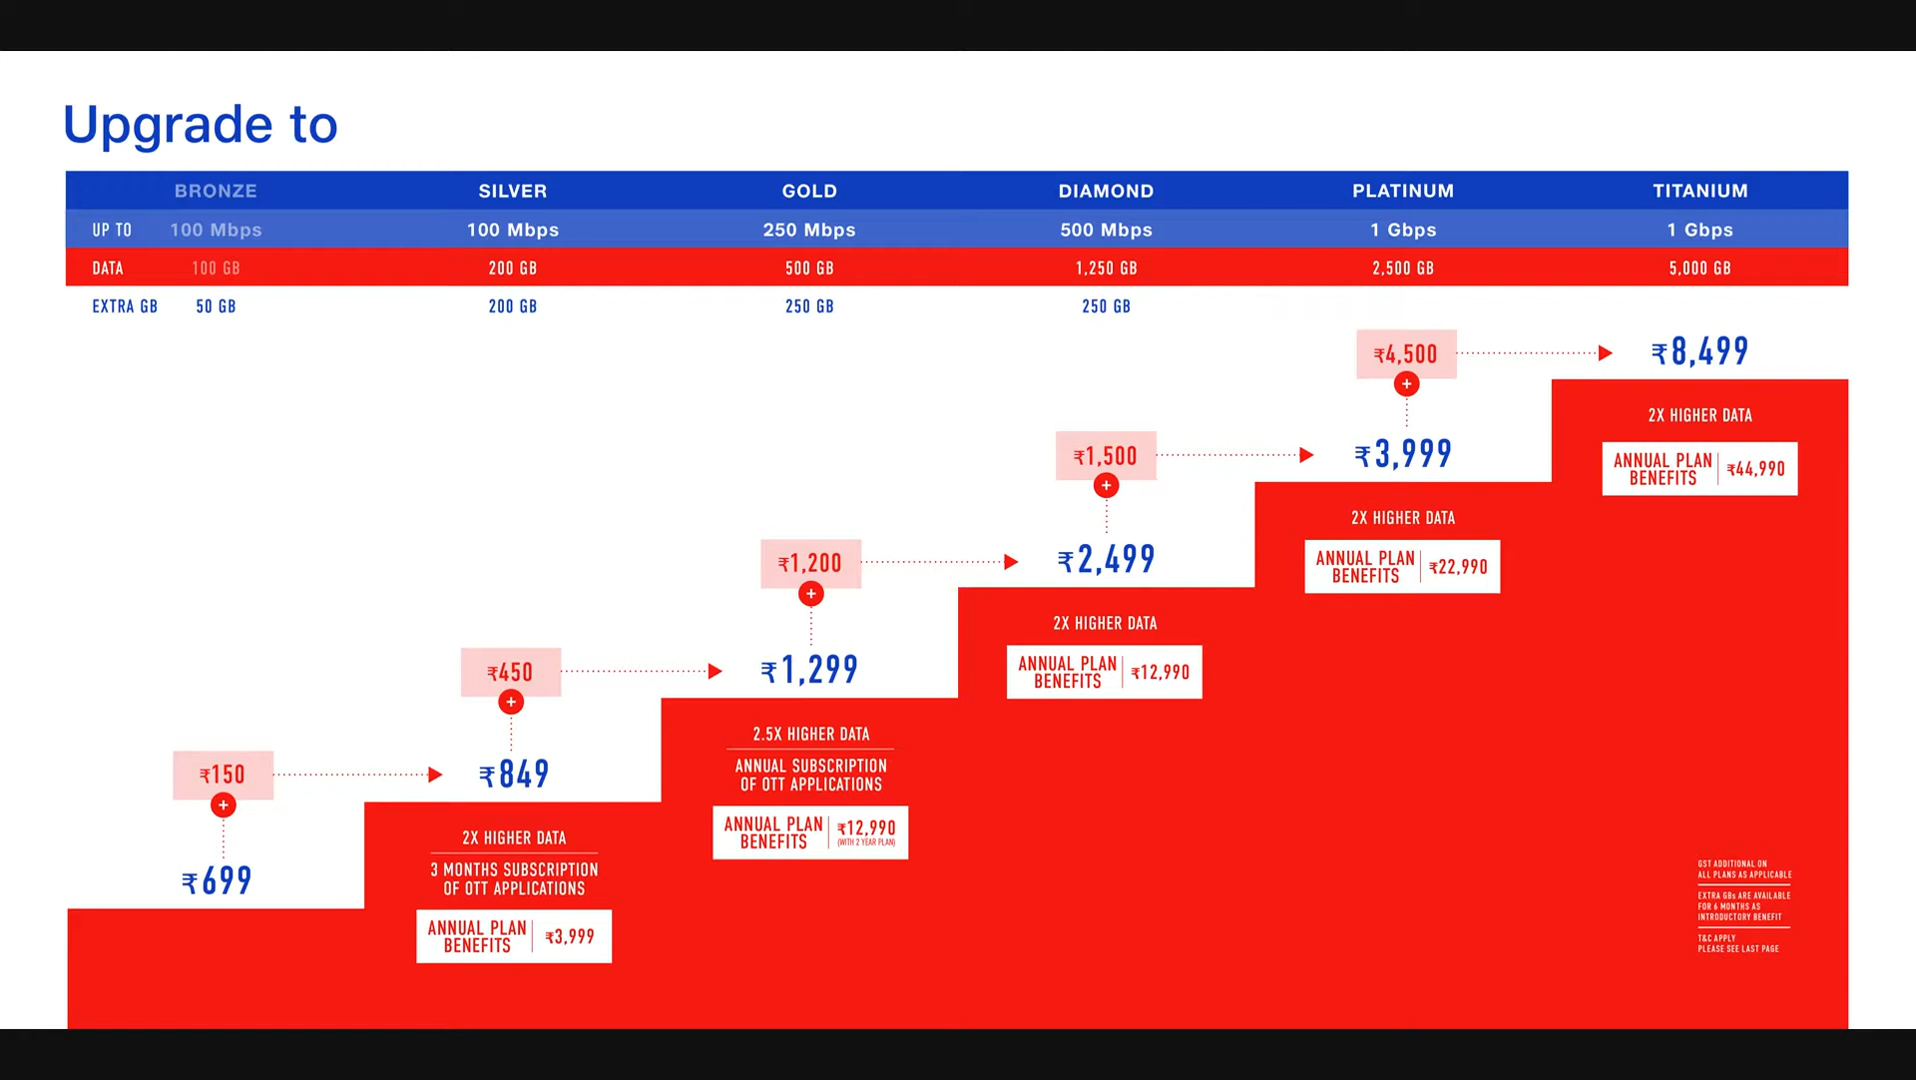 Upgrade to
BRONZE SILVER GOLD DIAMOND PLATINUM TITANIUM
UP TO 100 Mbps 100 Mbps 250 Mbps 500 Mbps 1 Gbps 1 Gbps
DATA 100 GB 200 GB 500 GB 1,250 GB 2,500 GB 5,000 GB
EXTRA GB 50 GB 200 GB 250 GB 250 GB
₹4,500 ₹8,499
+
2X HIGHER DATA
ANNUAL PLAN
BENEFITS ₹44,990
₹1,500 ₹3,999
+
2X HIGHER DATA
ANNUAL PLAN
BENEFITS ₹22,990
₹1,200 ₹2,499
+
2X HIGHER DATA
ANNUAL PLAN
BENEFITS ₹12,990
₹450 ₹1,299
+
2.5X HIGHER DATA
ANNUAL SUBSCRIPTION
OF OTT APPLICATIONS
ANNUAL PLAN
BENEFITS ₹12,990
(WITH 2 YEAR PLAN)
₹150 ₹849
+
2X HIGHER DATA
3 MONTHS SUBSCRIPTION
OF OTT APPLICATIONS
ANNUAL PLAN
BENEFITS ₹3,999
₹699
GST ADDITIONAL ON
ALL PLANS AS APPLICABLE
EXTRA GBs ARE AVAILABLE
FOR 6 MONTHS AS
INTRODUCTORY BENEFIT
T&C APPLY
PLEASE SEE LAST PAGE